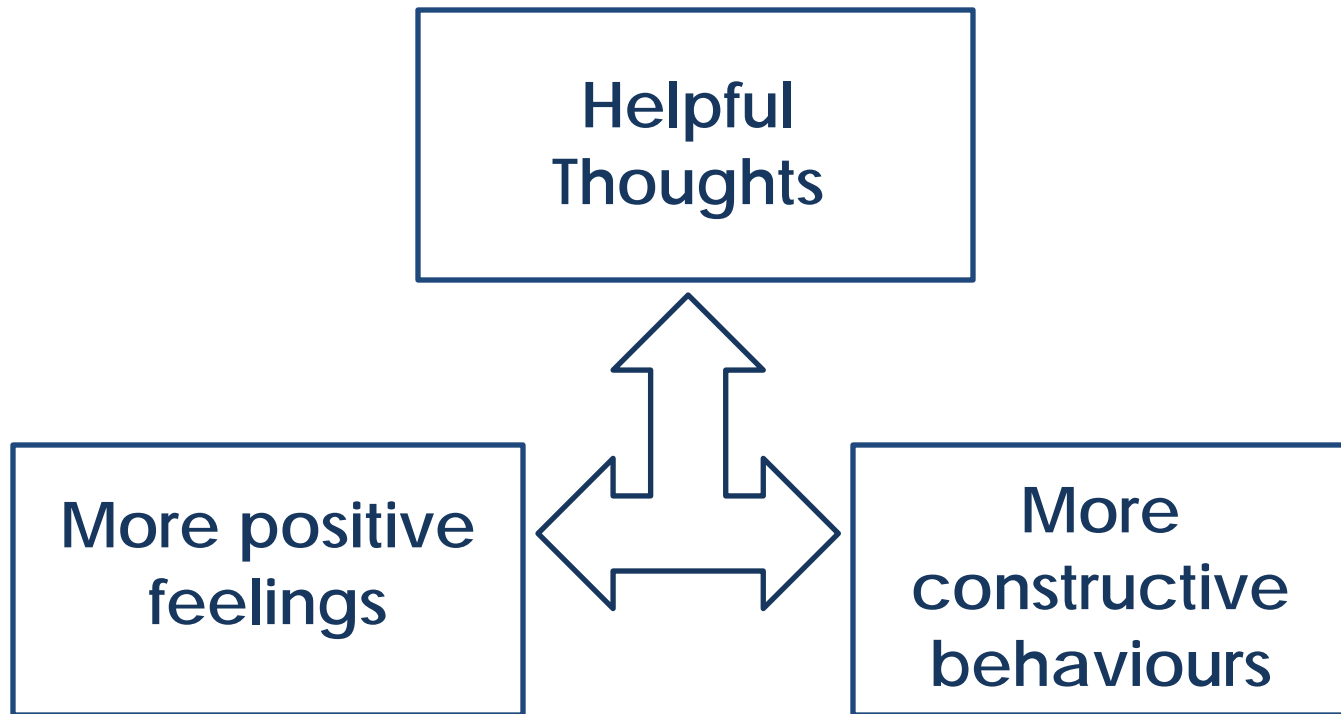 Helpful
Thoughts
More positive
feelings
More
constructive
behaviours